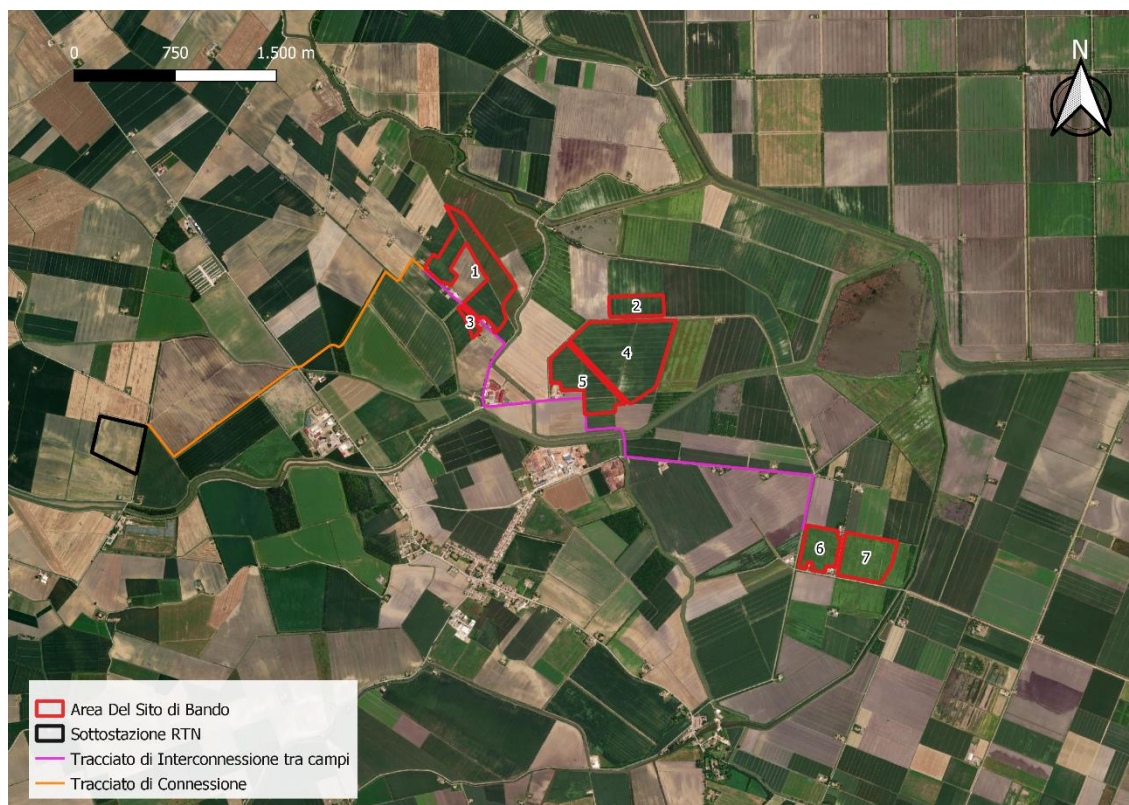 0 750 1.500 m
N
1
2
3
4
5
6
7
Area Del Sito di Bando
Sottostazione RTN
Tracciato di Interconnessione tra campi
Tracciato di Connessione